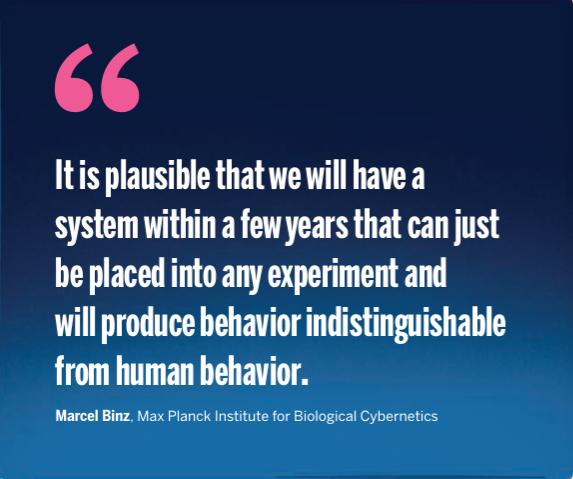 “
It is plausible that we will have a
system within a few years that can just
be placed into any experiment and
will produce behavior indistinguishable
from human behavior.
Marcel Binz, Max Planck Institute for Biological Cybernetics